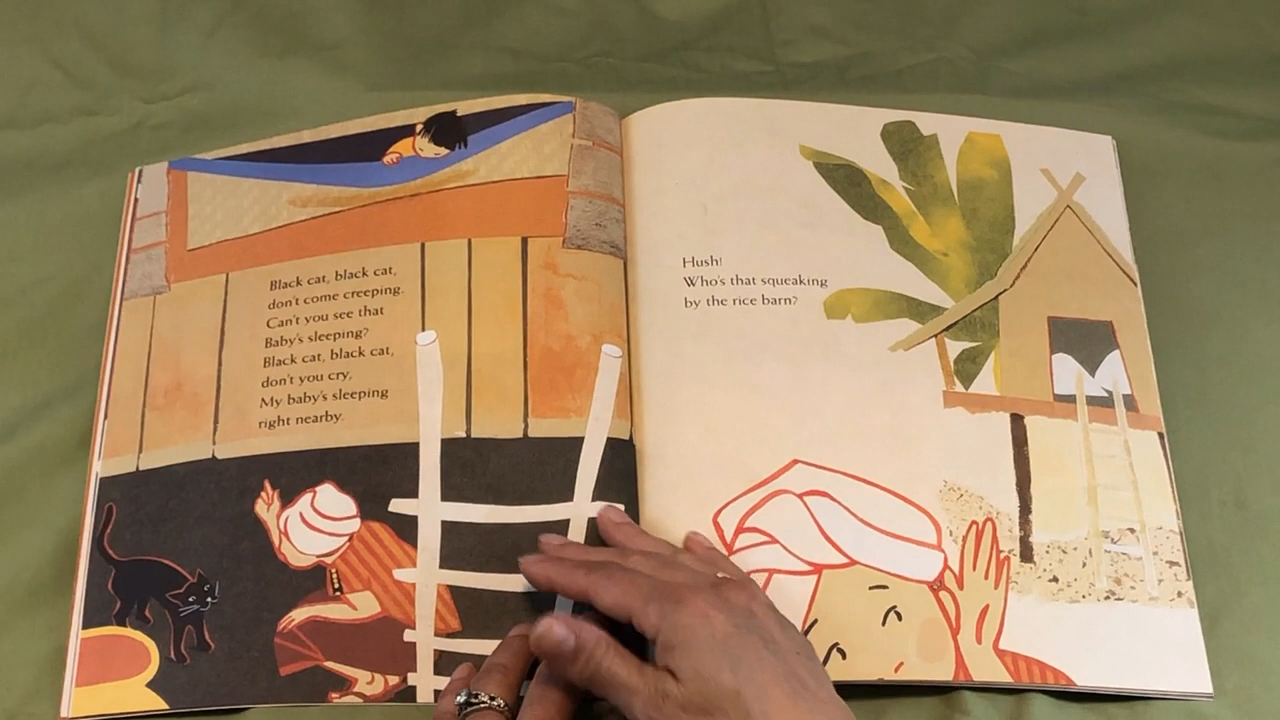 Black cat, black cat,
don't come creeping.
Can't you see that
Baby's sleeping?
Black cat, black cat,
don't you cry,
My baby's sleeping
right nearby.
Hush!
Who's that squeaking
by the rice barn?